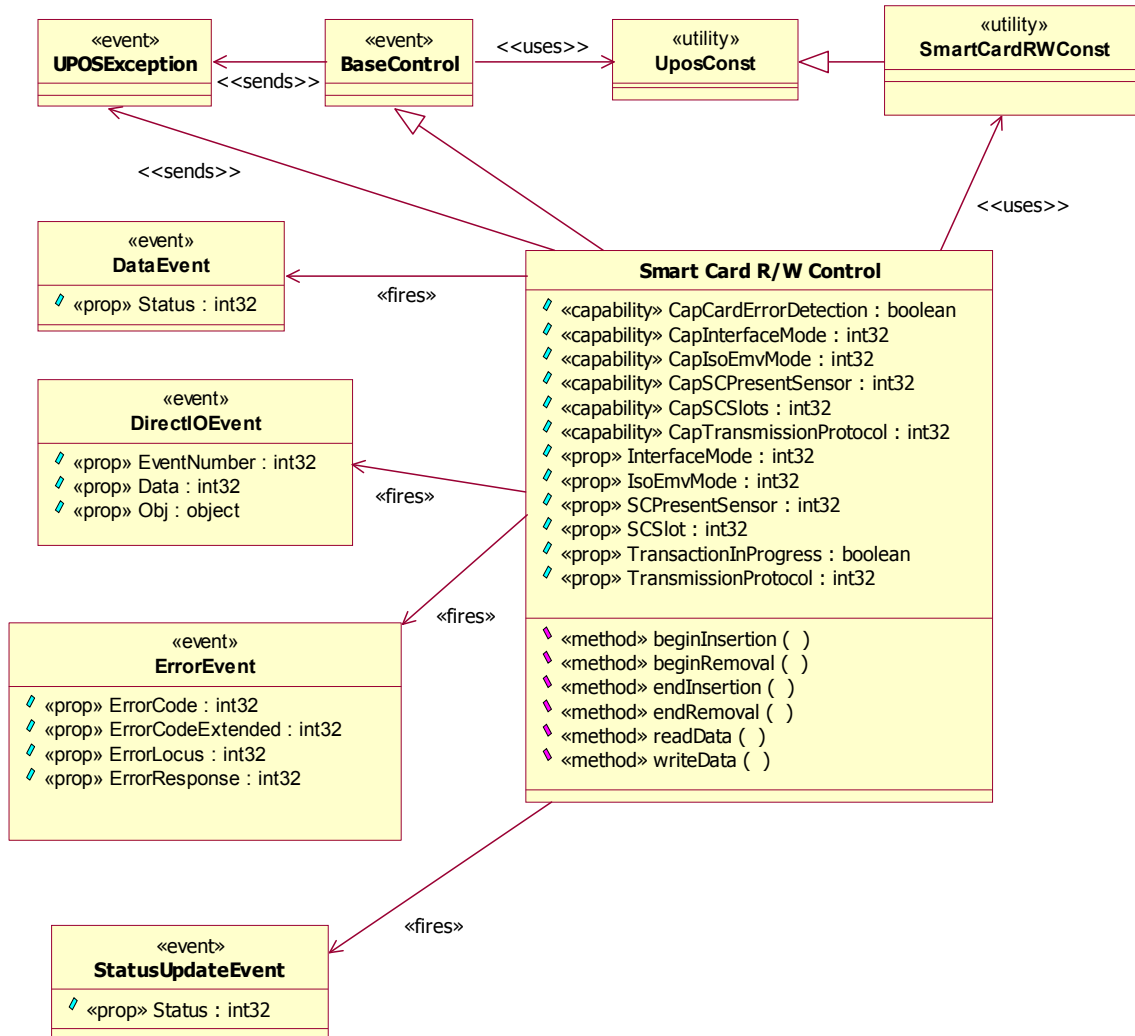 «event»
UPOSException
«event»
BaseControl
«utility»
UposConst
«utility»
SmartCardRWConst
<<sends>>
<<uses>>
<<sends>>
<<uses>>
«event»
DataEvent
«prop» Status : int32
«fires»
«event»
DirectIOEvent
«prop» EventNumber : int32
«prop» Data : int32
«prop» Obj : object
«fires»
«event»
ErrorEvent
«prop» ErrorCode : int32
«prop» ErrorCodeExtended : int32
«prop» ErrorLocus : int32
«prop» ErrorResponse : int32
«fires»
Smart Card R/W Control
«capability» CapCardErrorDetection : boolean
«capability» CapInterfaceMode : int32
«capability» CapIsoEmvMode : int32
«capability» CapSCPresentSensor : int32
«capability» CapSCSlots : int32
«capability» CapTransmissionProtocol : int32
«prop» InterfaceMode : int32
«prop» IsoEmvMode : int32
«prop» SCPresentSensor : int32
«prop» SCSlot : int32
«prop» TransactionInProgress : boolean
«prop» TransmissionProtocol : int32
«method» beginInsertion ( )
«method» beginRemoval ( )
«method» endInsertion ( )
«method» endRemoval ( )
«method» readData ( )
«method» writeData ( )
«fires»
«event»
StatusUpdateEvent
«prop» Status : int32